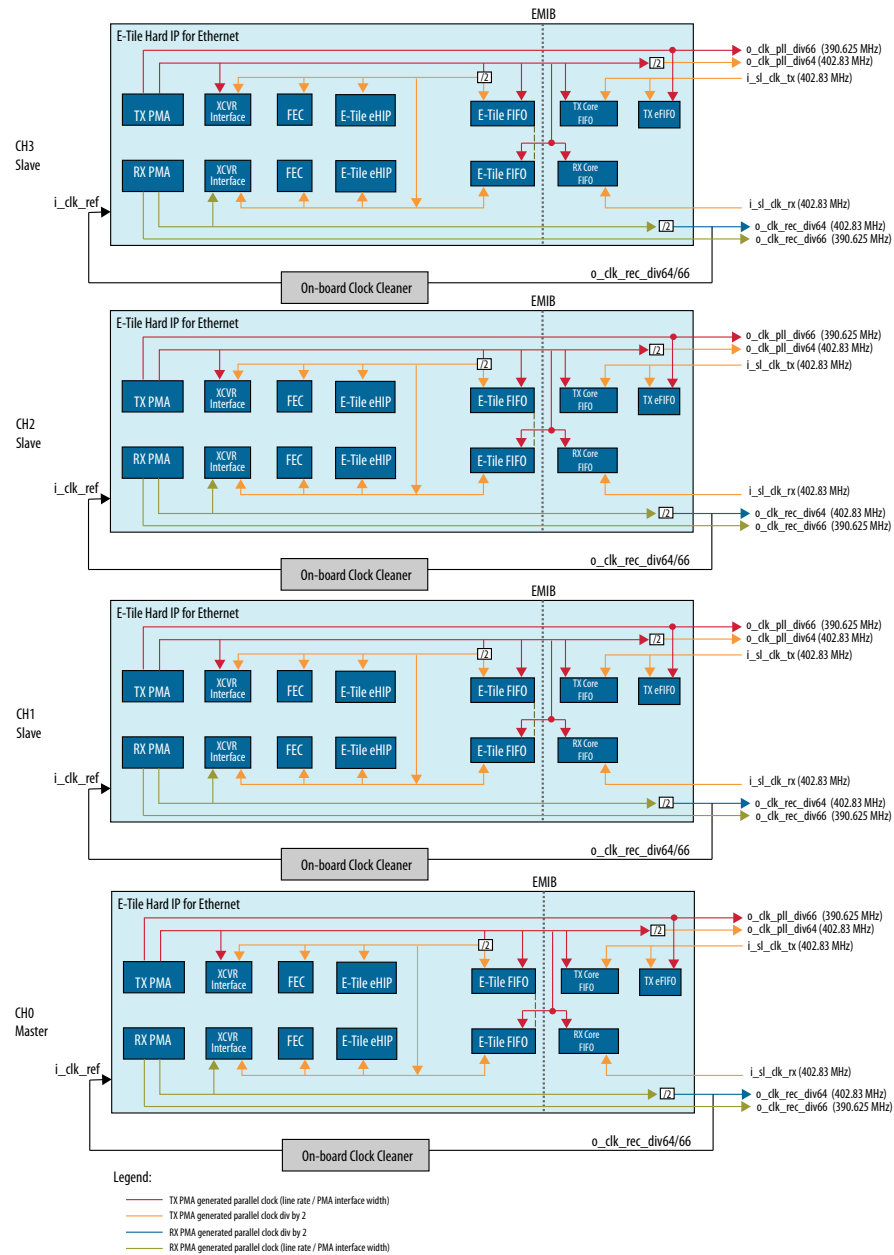 EMIB
E-Tile Hard IP for Ethernet
o_clk_pll_div66 (390.625 MHz)
/2
o_clk_pll_div64 (402.83 MHz)
/2
i_sl_clk_tx (402.83 MHz)
TX PMA
XCVR
Interface
FEC
E-Tile eHIP
E-Tile FIFO
TX Core
FIFO
TX eFIFO
CH3
Slave
RX PMA
XCVR
Interface
FEC
E-Tile eHIP
E-Tile FIFO
RX Core
FIFO
i_clk_ref
i_sl_clk_rx (402.83 MHz)
/2
o_clk_rec_div64 (402.83 MHz)
o_clk_rec_div66 (390.625 MHz)
On-board Clock Cleaner
o_clk_rec_div64/66
EMIB
E-Tile Hard IP for Ethernet
o_clk_pll_div66 (390.625 MHz)
/2
o_clk_pll_div64 (402.83 MHz)
/2
i_sl_clk_tx (402.83 MHz)
TX PMA
XCVR
Interface
FEC
E-Tile eHIP
E-Tile FIFO
TX Core
FIFO
TX eFIFO
CH2
Slave
RX PMA
XCVR
Interface
FEC
E-Tile eHIP
E-Tile FIFO
RX Core
FIFO
i_clk_ref
i_sl_clk_rx (402.83 MHz)
/2
o_clk_rec_div64 (402.83 MHz)
o_clk_rec_div66 (390.625 MHz)
On-board Clock Cleaner
o_clk_rec_div64/66
EMIB
E-Tile Hard IP for Ethernet
o_clk_pll_div66 (390.625 MHz)
/2
o_clk_pll_div64 (402.83 MHz)
/2
i_sl_clk_tx (402.83 MHz)
TX PMA
XCVR
Interface
FEC
E-Tile eHIP
E-Tile FIFO
TX Core
FIFO
TX eFIFO
CH1
Slave
RX PMA
XCVR
Interface
FEC
E-Tile eHIP
E-Tile FIFO
RX Core
FIFO
i_clk_ref
i_sl_clk_rx (402.83 MHz)
/2
o_clk_rec_div64 (402.83 MHz)
o_clk_rec_div66 (390.625 MHz)
On-board Clock Cleaner
o_clk_rec_div64/66
EMIB
E-Tile Hard IP for Ethernet
o_clk_pll_div66 (390.625 MHz)
/2
o_clk_pll_div64 (402.83 MHz)
/2
i_sl_clk_tx (402.83 MHz)
TX PMA
XCVR
Interface
FEC
E-Tile eHIP
E-Tile FIFO
TX Core
FIFO
TX eFIFO
CH0
Master
RX PMA
XCVR
Interface
FEC
E-Tile eHIP
E-Tile FIFO
RX Core
FIFO
i_clk_ref
i_sl_clk_rx (402.83 MHz)
/2
o_clk_rec_div64 (402.83 MHz)
o_clk_rec_div66 (390.625 MHz)
On-board Clock Cleaner
o_clk_rec_div64/66
Legend:
TX PMA generated parallel clock (line rate / PMA interface width)
TX PMA generated parallel clock div by 2
RX PMA generated parallel clock div by 2
RX PMA generated parallel clock (line rate / PMA interface width)